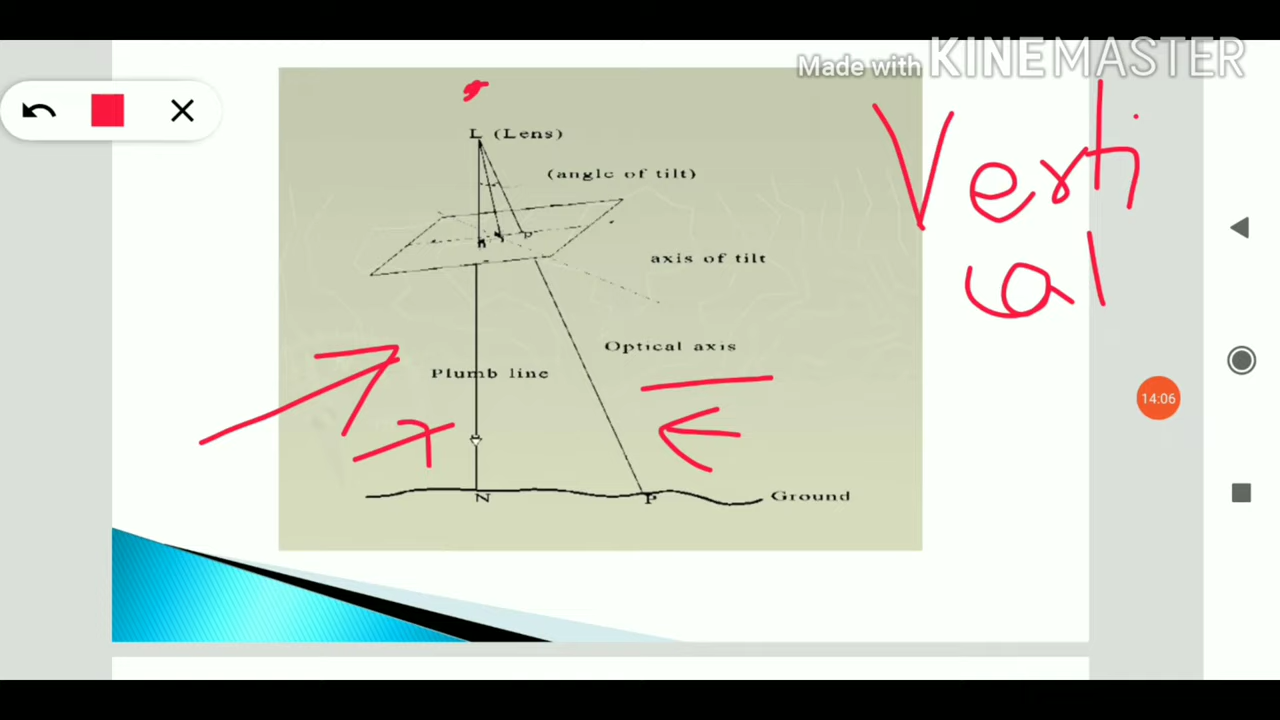 Made with KINEMASTER
L (Lens)
(angle of tilt)
Verti
cal
n
P
axis of tilt
Optical axis
Plumb line
14:06
N
P
Ground